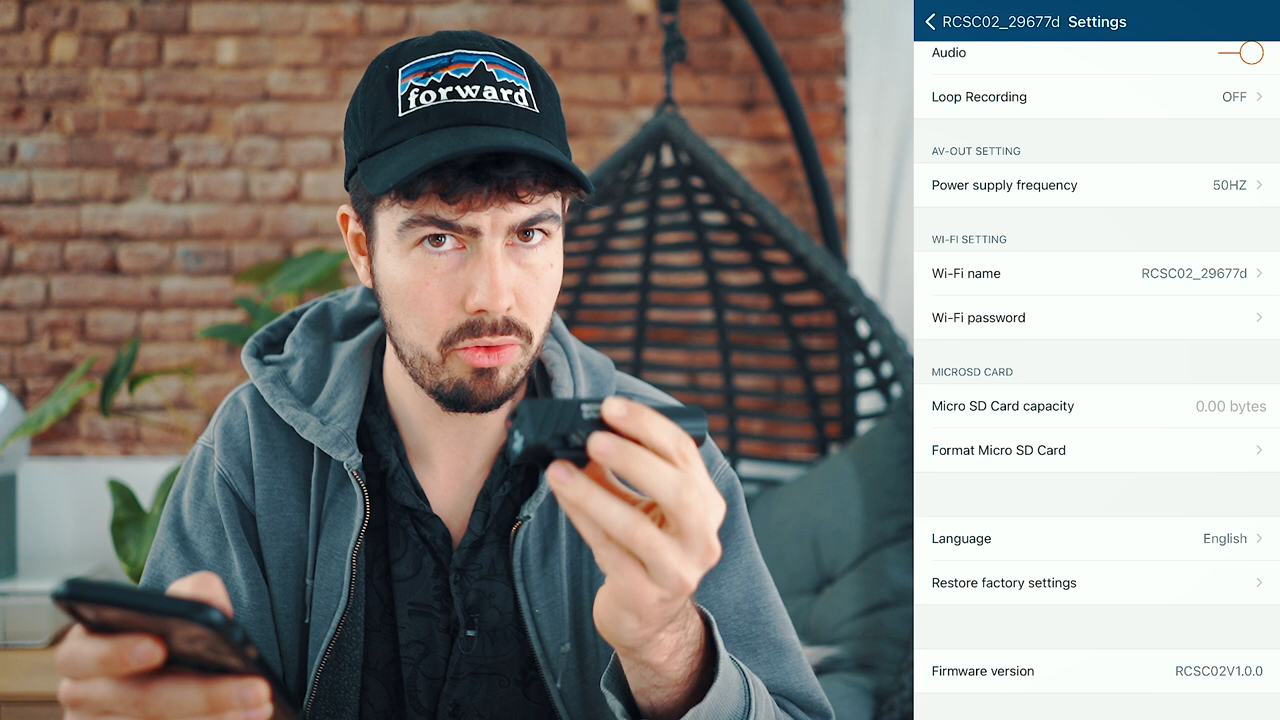 forward
RCSC02_29677d Settings
Audio
Loop Recording OFF
AV-OUT SETTING
Power supply frequency 50HZ
WI-FI SETTING
Wi-Fi name RCSC02_29677d
Wi-Fi password
MICROSD CARD
Micro SD Card capacity 0.00 bytes
Format Micro SD Card
Language English
Restore factory settings
Firmware version RCSC02V1.0.0